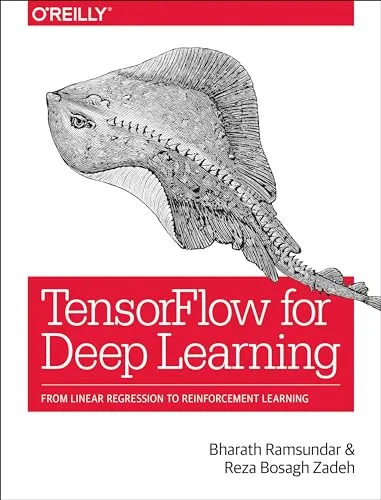 O'REILLY®
TensorFlow for
Deep Learning
FROM LINEAR REGRESSION TO REINFORCEMENT LEARNING
Bharath Ramsundar &
Reza Bosagh Zadeh